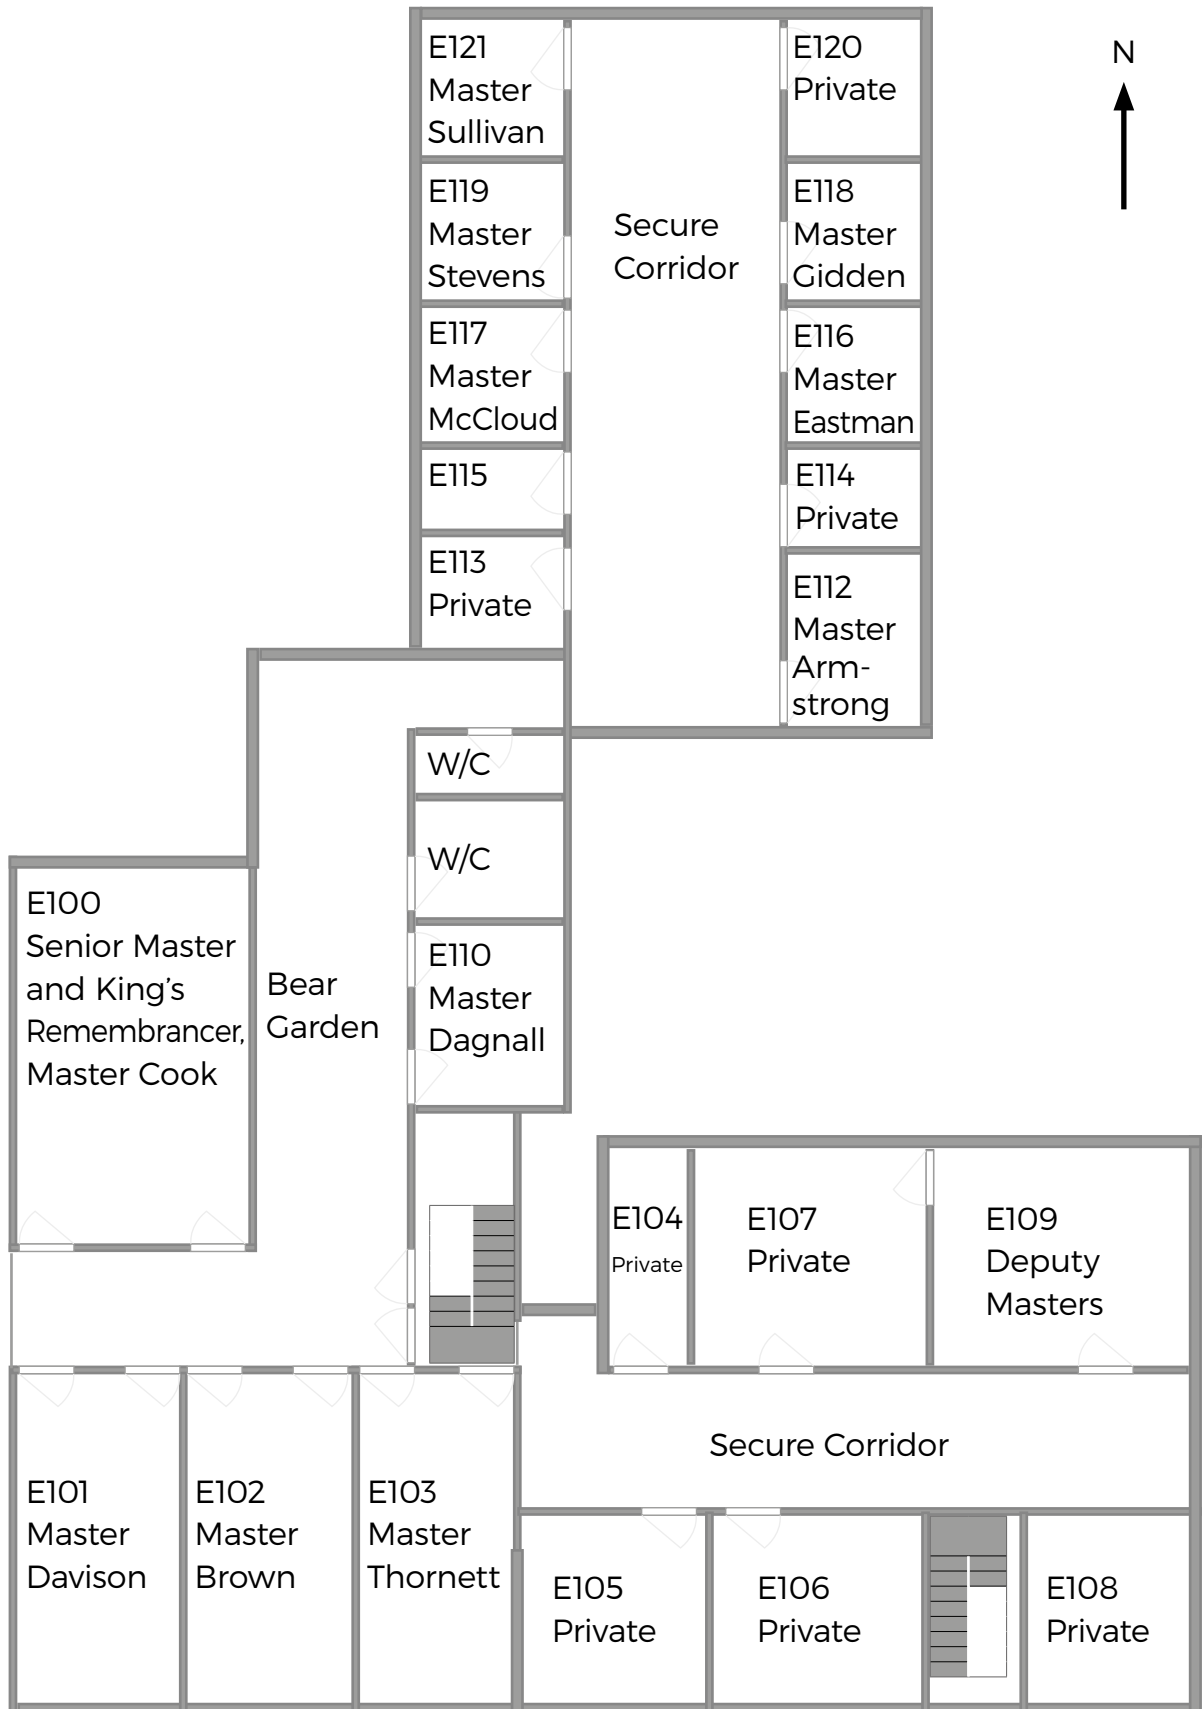 E121
Master
Sullivan
E120
Private
N
E119
Master
Stevens
Secure
Corridor
E118
Master
Gidden
E117
Master
McCloud
E116
Master
Eastman
E115
E114
Private
E113
Private
E112
Master
Arm-
strong
W/C
W/C
E100
Senior Master
and King's
Remembrancer,
Master Cook
Bear
Garden
E110
Master
Dagnall
E104
Private
E107
Private
E109
Deputy
Masters
Secure Corridor
E101
Master
Davison
E102
Master
Brown
E103
Master
Thornett
E105
Private
E106
Private
E108
Private